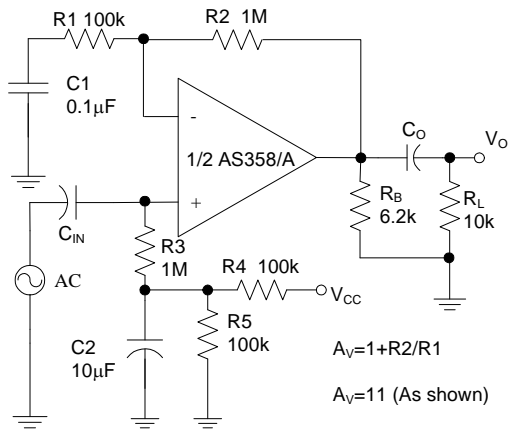 R1 100k
R2 1M
C1
0.1μF
-
1/2 AS358/A
+
CO
VO
RB
6.2k
RL
10k
CIN
R3
1M
AC
R4 100k
VCC
R5
100k
C2
10μF
AV=1+R2/R1
AV=11 (As shown)